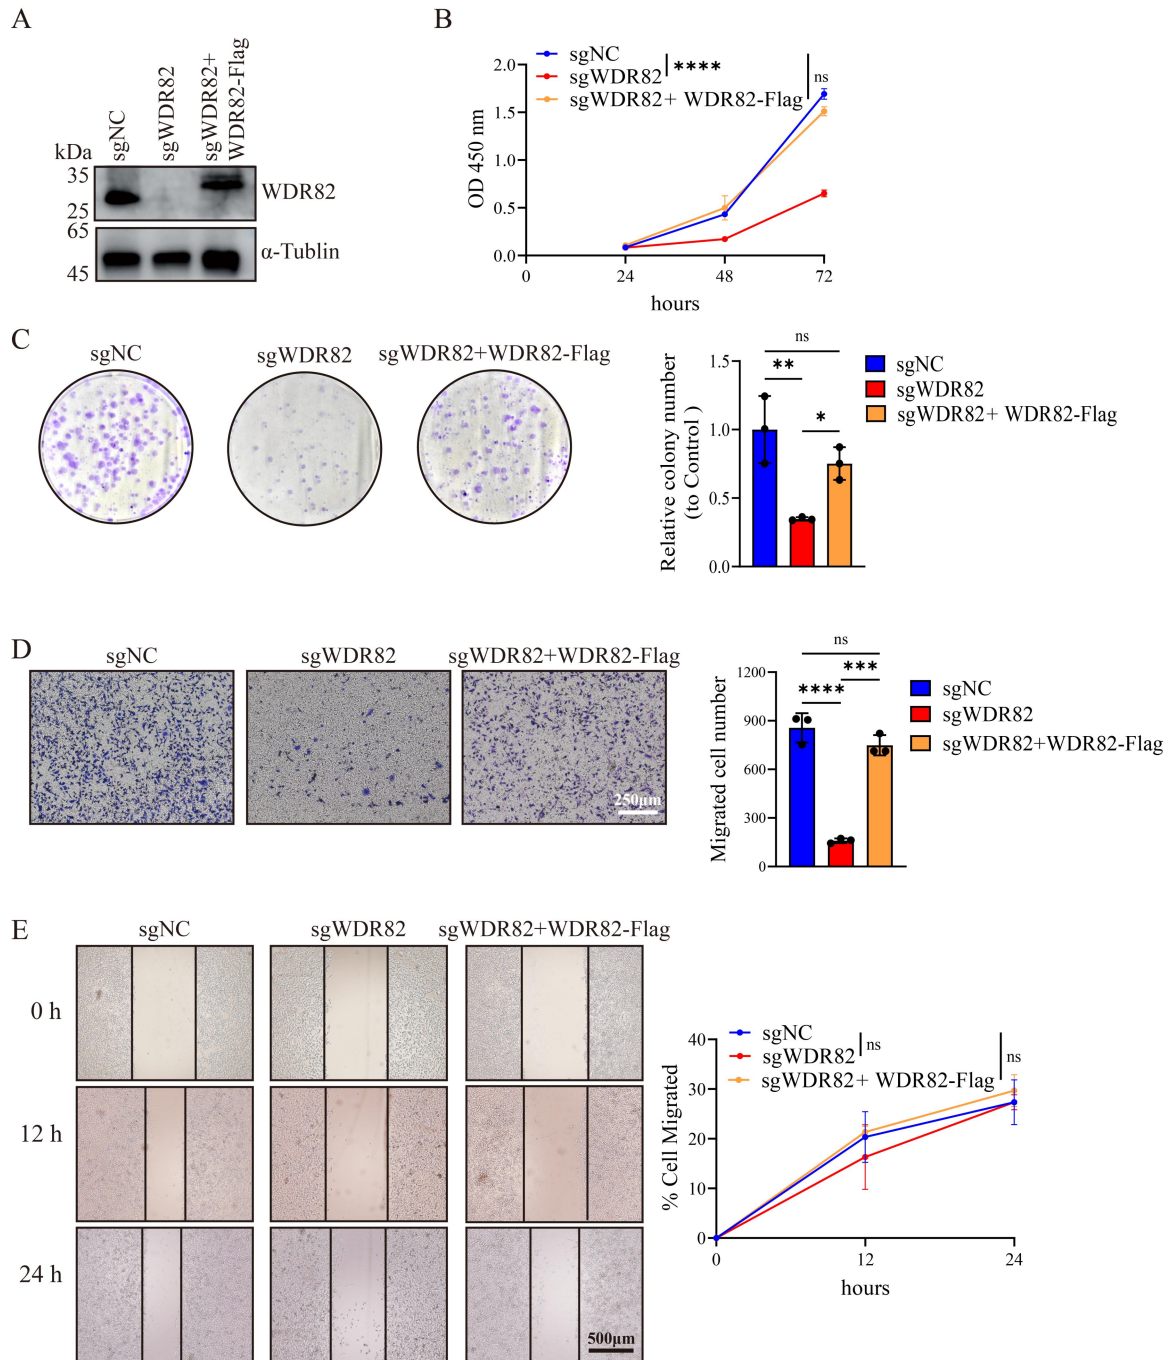 A
sgNC
sgWDR82
sgWDR82+
WDR82-Flag
kDa
35
25
WDR82
65
45
α-Tublin
B
sgNC
sgWDR82
sgWDR82+ WDR82-Flag
****
ns
OD 450 nm
2.0
1.5
1.0
0.5
0.0
0 24 48 72
hours
C
sgNC sgWDR82 sgWDR82+WDR82-Flag
Relative colony number
(to Control )
1.5
1.0
0.5
0.0
ns
**
*
sgNC
sgWDR82
sgWDR82+ WDR82-Flag
D
sgNC sgWDR82 sgWDR82+WDR82-Flag
250μm
Migrated cell number
1200
900
600
300
0
ns
***
****
sgNC
sgWDR82
sgWDR82+WDR82-Flag
E
sgNC sgWDR82 sgWDR82+WDR82-Flag
0 h
12 h
24 h
500μm
% Cell Migrated
40
30
20
10
0
sgNC
sgWDR82
sgWDR82+ WDR82-Flag
ns
ns
0 12 24
hours